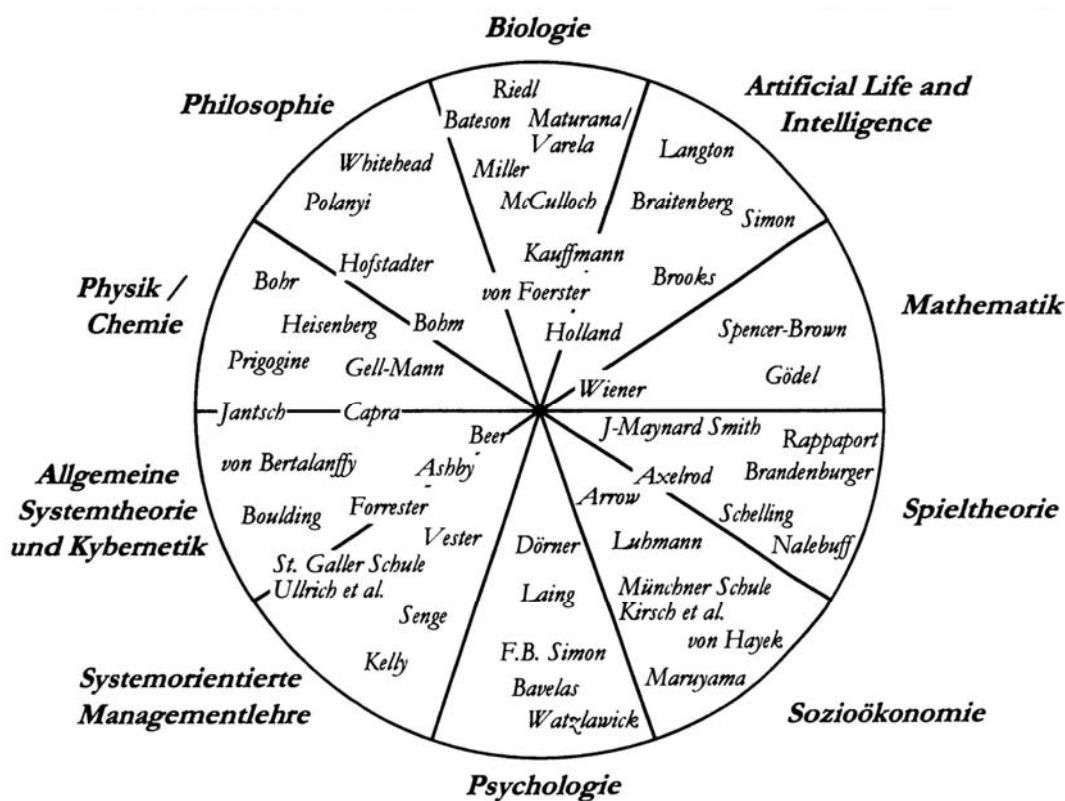 Biologie
Philosophie
Artificial Life and
Intelligence
Riedl
Bateson
Maturana/
Varela
Miller
McCulloch
Langton
Braitenberg
Simon
Whitehead
Polanyi
Kauffmann
Brooks
von Foerster
Holland
Wiener
Physik /
Chemie
Bohr
Hofstadter
Heisenberg
Bohm
Prigogine
Gell-Mann
Jantsch
Capra
Mathematik
Spencer-Brown
Gödel
J-Maynard Smith
Rappaport
Brandenburger
Axelrod
Arrow
Schelling
Nalebuff
Spieltheorie
Allgemeine
Systemtheorie
und Kybernetik
Beer
von Bertalanffy
Ashby
Boulding
Forrester
Vester
St. Galler Schule
Ullrich et al.
Senge
Kelly
Dörner
Laing
F.B. Simon
Bavelas
Watzlawick
Luhmann
Münchner Schule
Kirsch et al.
von Hayek
Maruyama
Systemorientierte
Managementlehre
Sozioökonomie
Psychologie